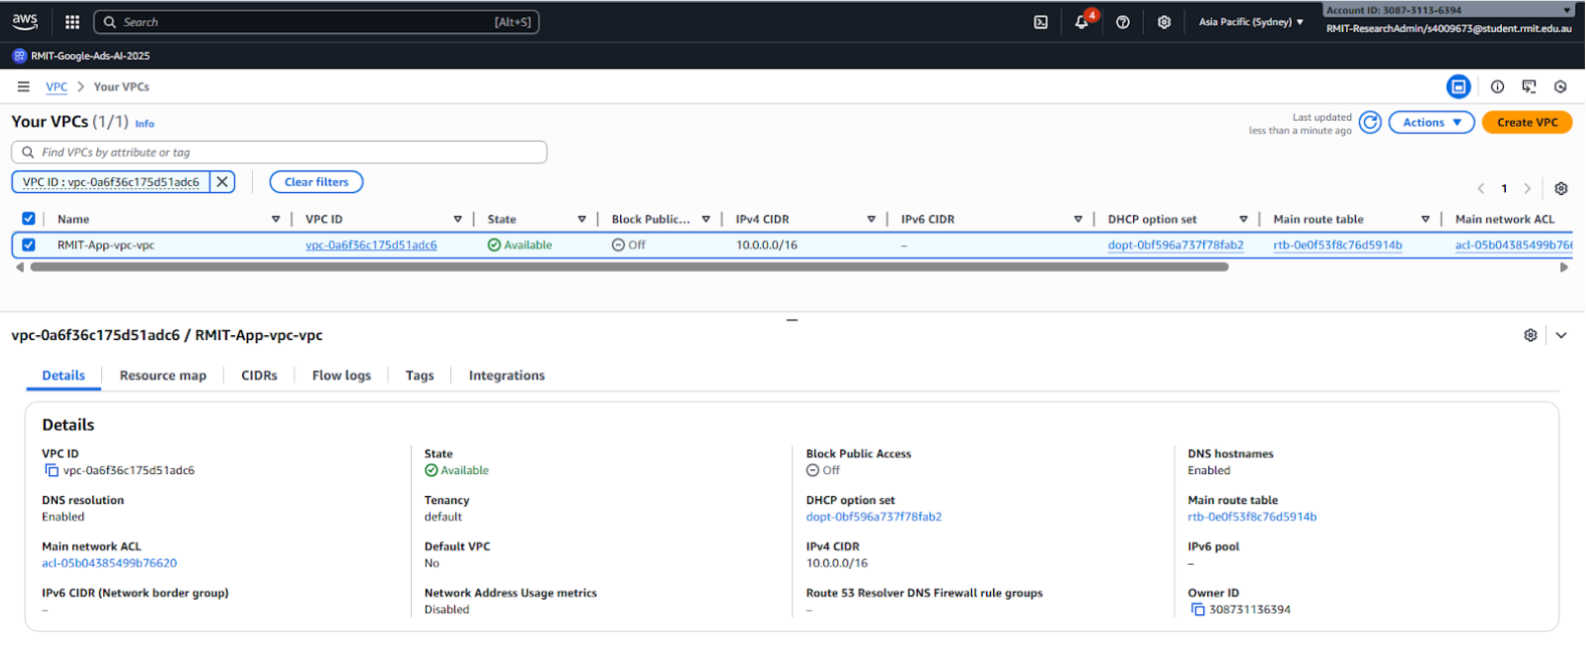 aws
Search [Alt+S]
4
Asia Pacific (Sydney) ▼
Account ID: 3087-3113-6394
RMIT-ResearchAdmin/s4009673@student.rmit.edu.au
RMIT-Google-Ads-AI-2025
VPC > Your VPCs
Your VPCs (1/1) Info
Last updated
less than a minute ago
Actions ▼
Create VPC
Find VPCs by attribute or tag
VPC ID : vpc-0a6f36c175d51adc6
Clear filters
1
Name VPC ID State Block Public... IPv4 CIDR IPv6 CIDR DHCP option set Main route table Main network ACL
RMIT-App-vpc-vpc vpc-0a6f36c175d51adc6 Available Off 10.0.0.0/16 – dopt-0bf596a737f78fab2 rtb-0e0f53f8c76d5914b acl-05b04385499b766
vpc-0a6f36c175d51adc6 / RMIT-App-vpc-vpc
Details Resource map CIDRs Flow logs Tags Integrations
Details
VPC ID
vpc-0a6f36c175d51adc6
State
Available
Block Public Access
Off
DNS hostnames
Enabled
DNS resolution
Enabled
Tenancy
default
DHCP option set
dopt-0bf596a737f78fab2
Main route table
rtb-0e0f53f8c76d5914b
Main network ACL
acl-05b04385499b76620
Default VPC
No
IPv4 CIDR
10.0.0.0/16
IPv6 pool
–
IPv6 CIDR (Network border group)
–
Network Address Usage metrics
Disabled
Route 53 Resolver DNS Firewall rule groups
–
Owner ID
308731136394